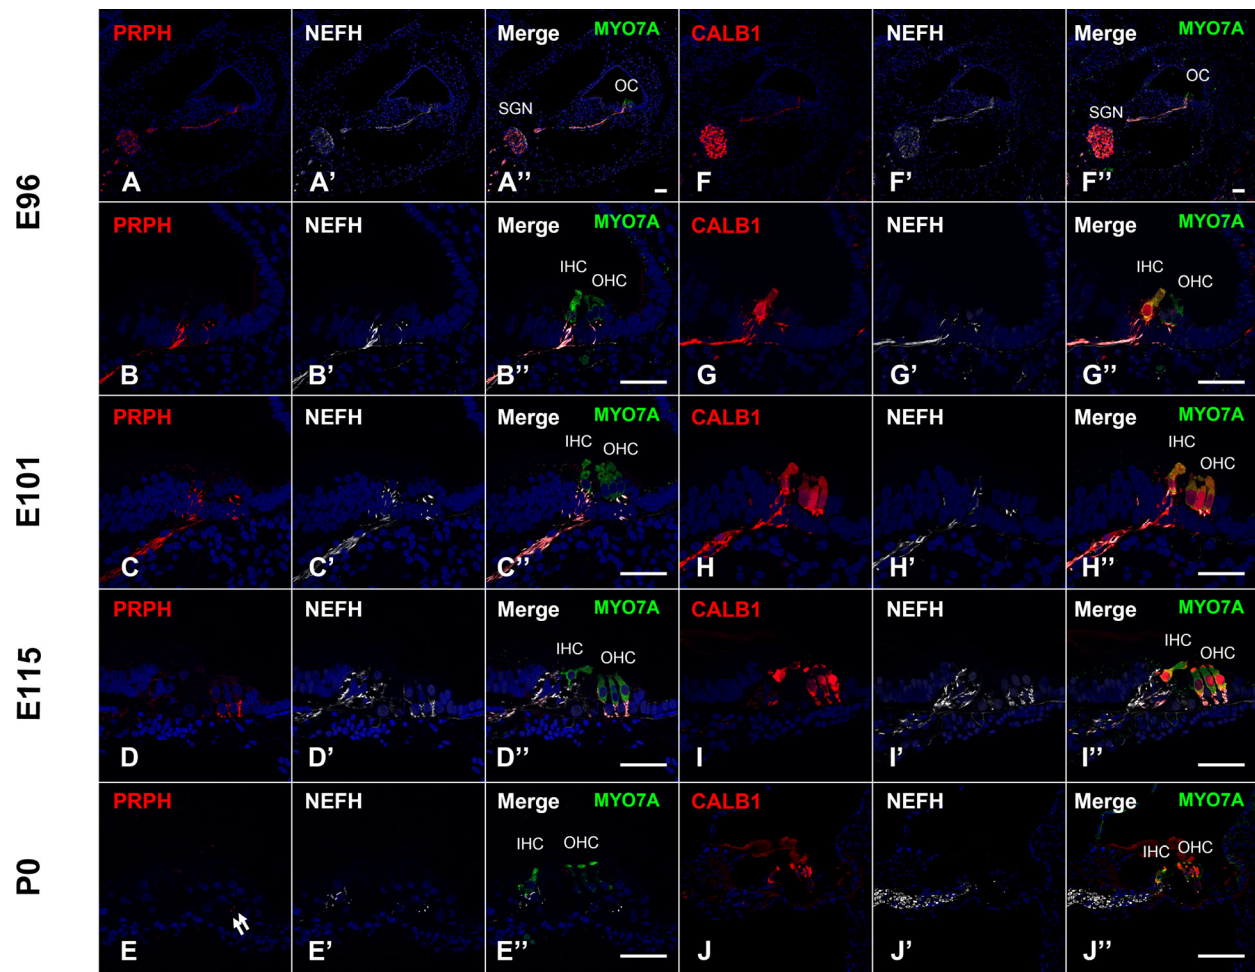 E96
PRPH NEFH Merge MYO7A CALB1 NEFH Merge MYO7A
OC OC
SGN SGN
A A’ A’’ F F’ F’’
PRPH NEFH Merge MYO7A CALB1 NEFH Merge MYO7A
IHC OHC IHC OHC
B B’ B’’ G G’ G’’
E101
PRPH NEFH Merge MYO7A CALB1 NEFH Merge MYO7A
IHC OHC IHC OHC
C C’ C’’ H H’ H’’
E115
PRPH NEFH Merge MYO7A CALB1 NEFH Merge MYO7A
IHC OHC IHC OHC
D D’ D’’ I I’ I’’
P0
PRPH NEFH Merge MYO7A CALB1 NEFH Merge MYO7A
IHC OHC IHC OHC
E E’ E’’ J J’ J’’